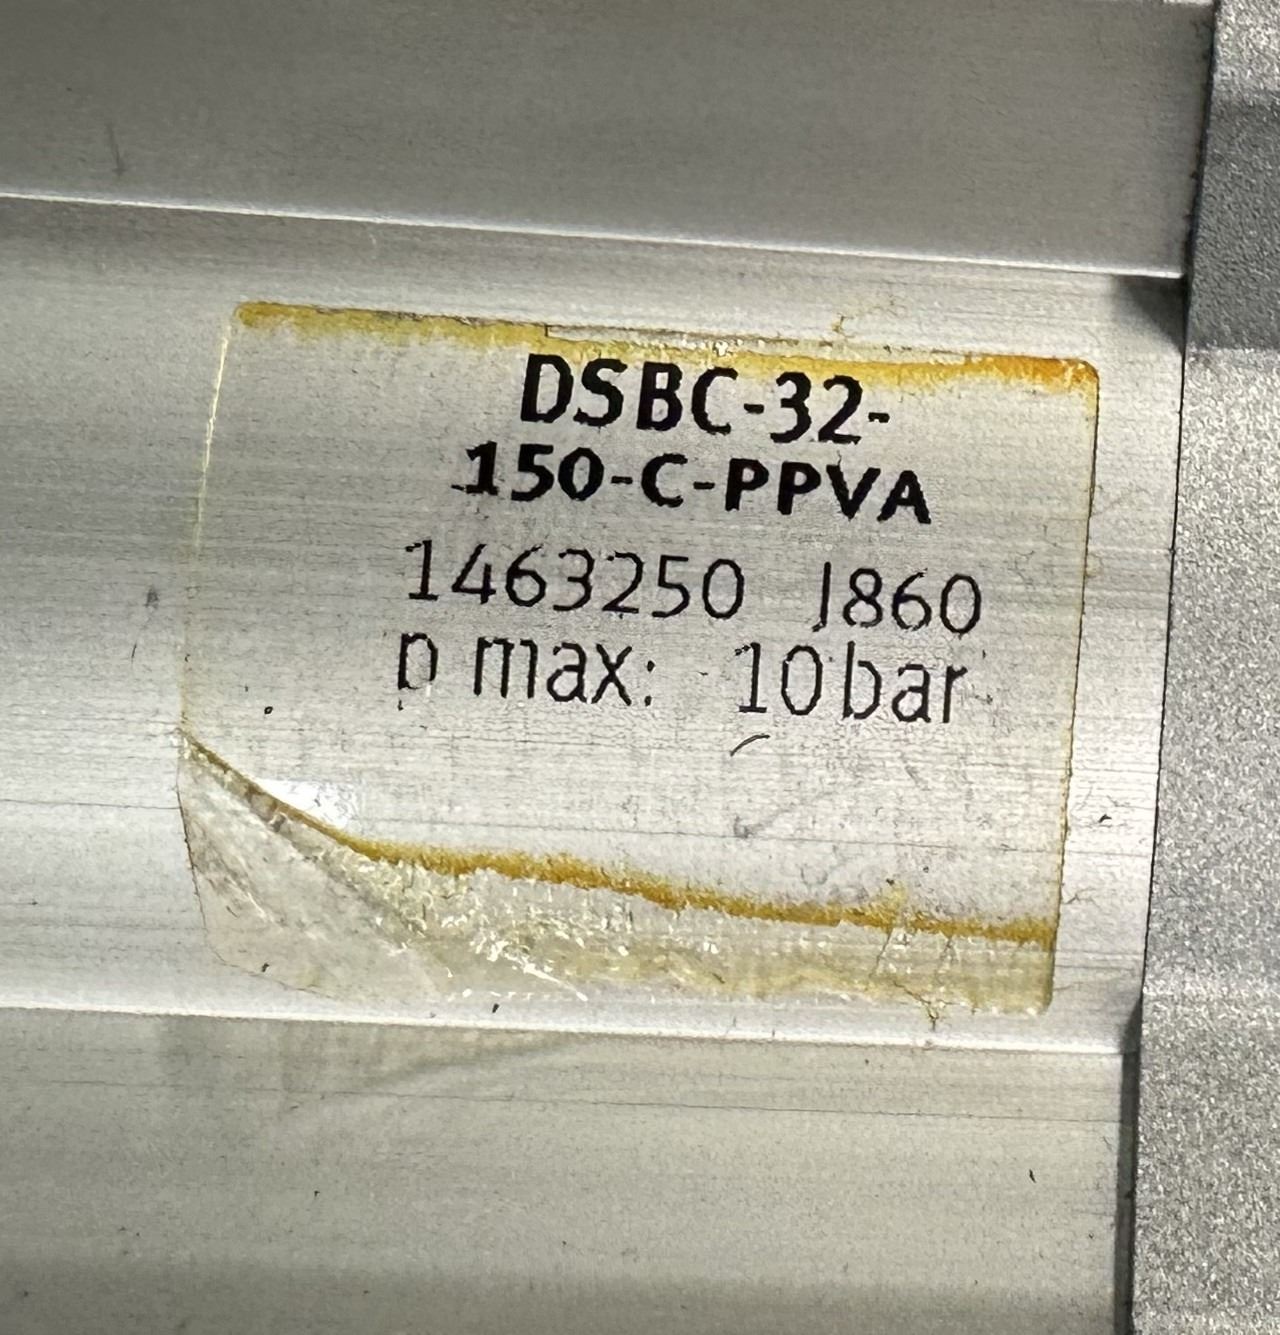 DSBC-32-
150-C-PPVA
1463250 J860
p max: 10 bar